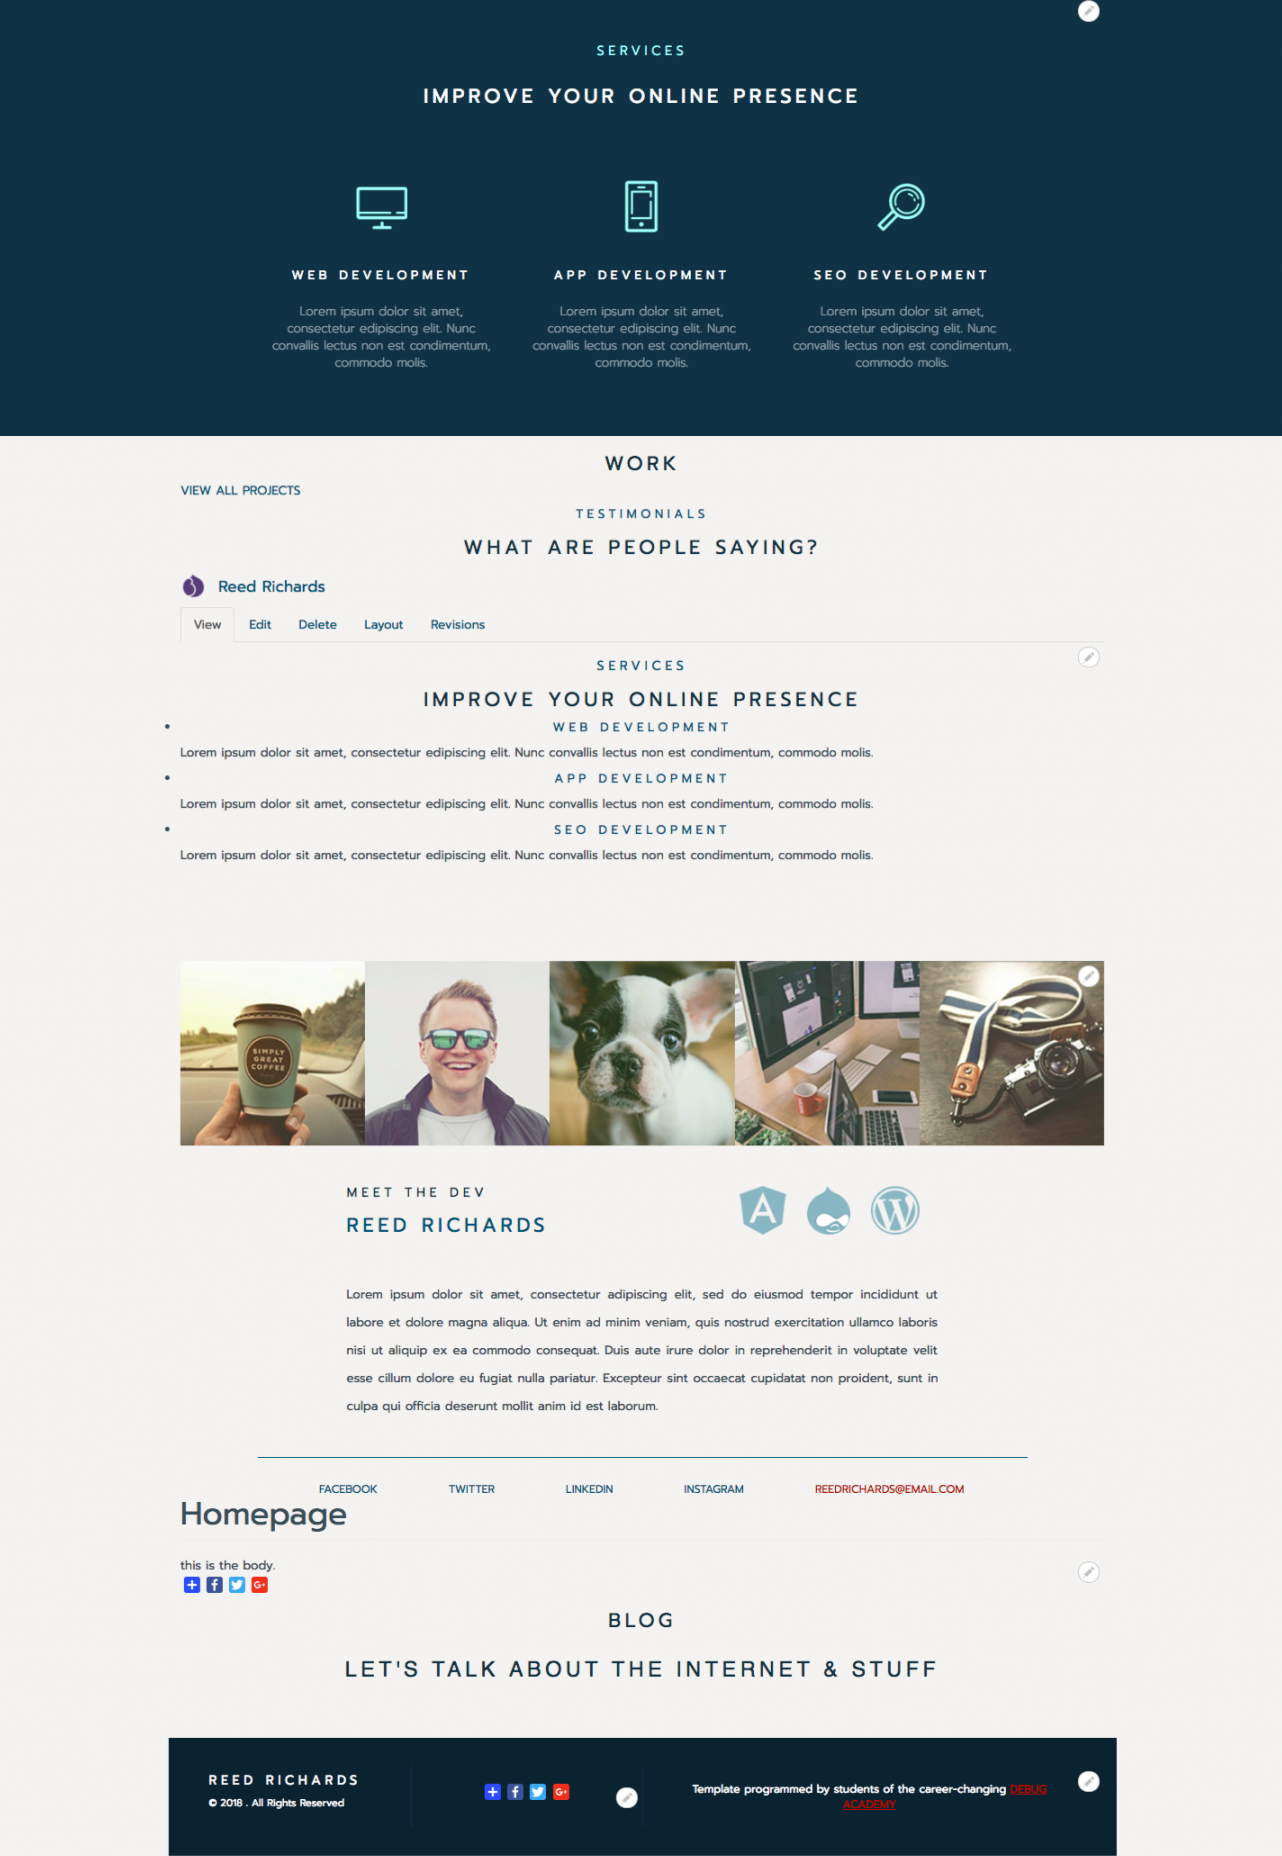 SERVICES
IMPROVE YOUR ONLINE PRESENCE
WEB DEVELOPMENT
Lorem ipsum dolor sit amet,
consectetur edipiscing elit. Nunc
convallis lectus non est condimentum,
commodo molis.
APP DEVELOPMENT
Lorem ipsum dolor sit amet,
consectetur edipiscing elit. Nunc
convallis lectus non est condimentum,
commodo molis.
SEO DEVELOPMENT
Lorem ipsum dolor sit amet,
consectetur edipiscing elit. Nunc
convallis lectus non est condimentum,
commodo molis.
WORK
VIEW ALL PROJECTS
TESTIMONIALS
WHAT ARE PEOPLE SAYING?
Reed Richards
View Edit Delete Layout Revisions
SERVICES
IMPROVE YOUR ONLINE PRESENCE
WEB DEVELOPMENT
Lorem ipsum dolor sit amet, consectetur edipiscing elit. Nunc convallis lectus non est condimentum, commodo molis.
APP DEVELOPMENT
Lorem ipsum dolor sit amet, consectetur edipiscing elit. Nunc convallis lectus non est condimentum, commodo molis.
SEO DEVELOPMENT
Lorem ipsum dolor sit amet, consectetur edipiscing elit. Nunc convallis lectus non est condimentum, commodo molis.
SIMPLY
GREAT
COFFEE
MEET THE DEV
REED RICHARDS
Lorem ipsum dolor sit amet, consectetur adipiscing elit, sed do eiusmod tempor incididunt ut
labore et dolore magna aliqua. Ut enim ad minim veniam, quis nostrud exercitation ullamco laboris
nisi ut aliquip ex ea commodo consequat. Duis aute irure dolor in reprehenderit in voluptate velit
esse cillum dolore eu fugiat nulla pariatur. Excepteur sint occaecat cupidatat non proident, sunt in
culpa qui officia deserunt mollit anim id est laborum.
FACEBOOK TWITTER LINKEDIN INSTAGRAM REEDRICHARDS@EMAIL.COM
Homepage
this is the body.
BLOG
LET'S TALK ABOUT THE INTERNET & STUFF
REED RICHARDS
© 2018 . All Rights Reserved
Template programmed by students of the career-changing DEBUG
ACADEMY